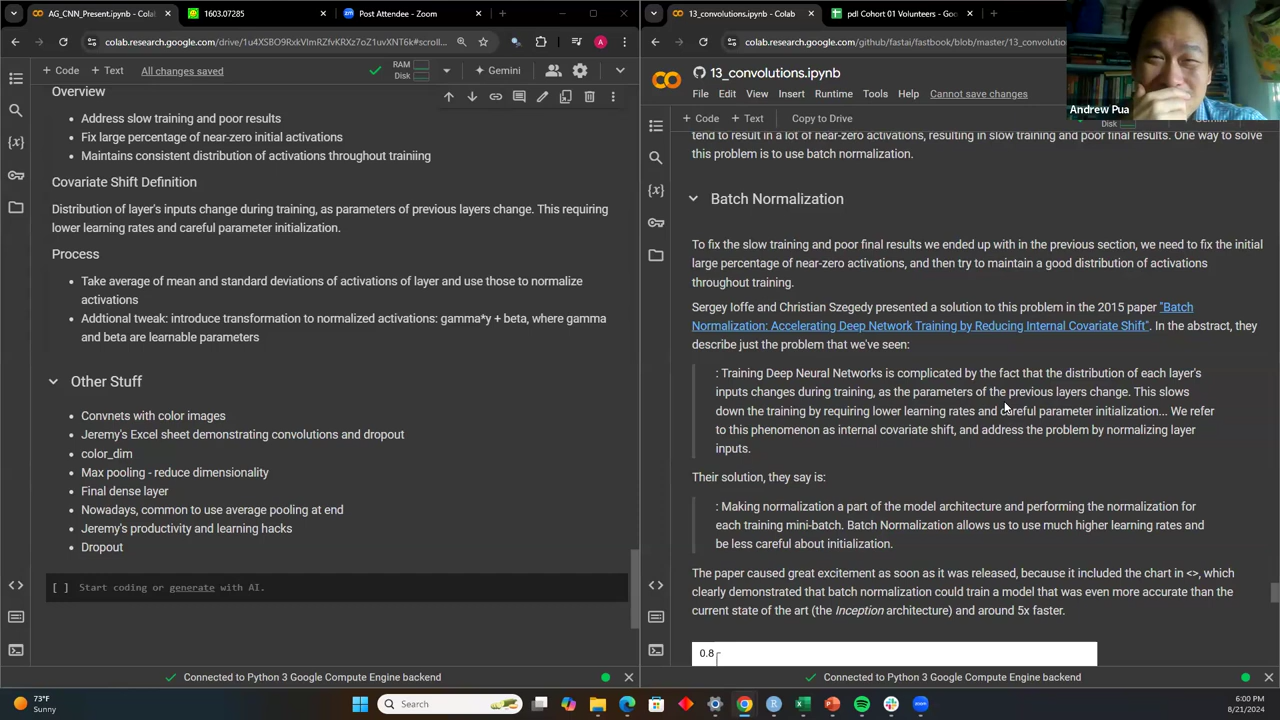 AG_CNN_Present.ipynb - Colab
1603.07285
Post Attendee - Zoom
13_convolutions.ipynb - Colab
pdl Cohort 01 Volunteers - Goo
colab.research.google.com/drive/1u4XSBO9RxkVlmRZfvKRXz7oZ1uvXNT6k#scroll...
colab.research.google.com/github/fastai/fastbook/blob/master/13_convolution
A
+ Code
+ Text
All changes saved
RAM
Disk
Gemini
13_convolutions.ipynb
File Edit View Insert Runtime Tools Help Cannot save changes
Andrew Pua
+ Code + Text Copy to Drive
Disk
Overview
Address slow training and poor results
Fix large percentage of near-zero initial activations
Maintains consistent distribution of activations throughout trainiing
Covariate Shift Definition
Distribution of layer's inputs change during training, as parameters of previous layers change. This requiring
lower learning rates and careful parameter initialization.
Process
Take average of mean and standard deviations of activations of layer and use those to normalize
activations
Addtional tweak: introduce transformation to normalized activations: gamma*y + beta, where gamma
and beta are learnable parameters
Other Stuff
Convnets with color images
Jeremy's Excel sheet demonstrating convolutions and dropout
color_dim
Max pooling - reduce dimensionality
Final dense layer
Nowadays, common to use average pooling at end
Jeremy's productivity and learning hacks
Dropout
[ ] Start coding or generate with AI.
Connected to Python 3 Google Compute Engine backend
tend to result in a lot of near-zero activations, resulting in slow training and poor final results. One way to solve
this problem is to use batch normalization.
Batch Normalization
To fix the slow training and poor final results we ended up with in the previous section, we need to fix the initial
large percentage of near-zero activations, and then try to maintain a good distribution of activations
throughout training.
Sergey Ioffe and Christian Szegedy presented a solution to this problem in the 2015 paper "Batch
Normalization: Accelerating Deep Network Training by Reducing Internal Covariate Shift". In the abstract, they
describe just the problem that we've seen:
: Training Deep Neural Networks is complicated by the fact that the distribution of each layer's
inputs changes during training, as the parameters of the previous layers change. This slows
down the training by requiring lower learning rates and careful parameter initialization... We refer
to this phenomenon as internal covariate shift, and address the problem by normalizing layer
inputs.
Their solution, they say is:
: Making normalization a part of the model architecture and performing the normalization for
each training mini-batch. Batch Normalization allows us to use much higher learning rates and
be less careful about initialization.
The paper caused great excitement as soon as it was released, because it included the chart in <>, which
clearly demonstrated that batch normalization could train a model that was even more accurate than the
current state of the art (the Inception architecture) and around 5x faster.
0.8
Connected to Python 3 Google Compute Engine backend
73°F
Sunny
Search
6:00 PM
8/21/2024